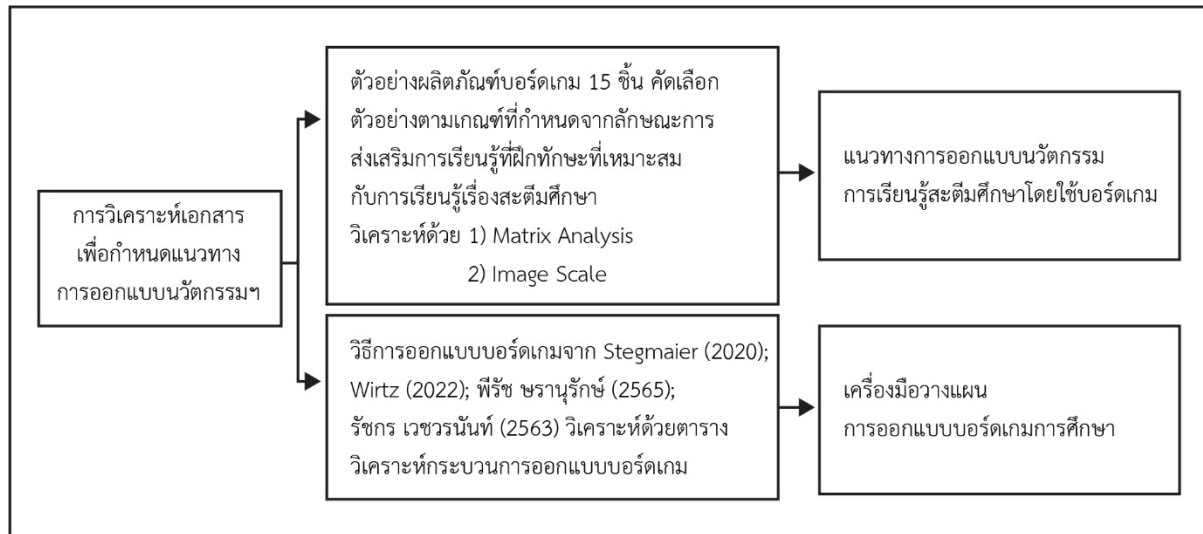 การวิเคราะห์เอกสาร
เพื่อกำหนดแนวทาง
การออกแบบนวัตกรรมฯ
ตัวอย่างผลิตภัณฑ์บอร์ดเกม 15 ชิ้น คัดเลือก
ตัวอย่างตามเกณฑ์ที่กำหนดจากลักษณะการ
ส่งเสริมการเรียนรู้ที่ฝึกทักษะที่เหมาะสม
กับการเรียนรู้เรื่องสะตีมศึกษา
วิเคราะห์ด้วย 1) Matrix Analysis
2) Image Scale
แนวทางการออกแบบนวัตกรรม
การเรียนรู้สะตีมศึกษาโดยใช้บอร์ดเกม
วิธีการออกแบบบอร์ดเกมจาก Stegmaier (2020);
Wirtz (2022); พีรัช ษรานุรักษ์ (2565);
รัชกร เวชวรนันท์ (2563) วิเคราะห์ด้วยตาราง
วิเคราะห์กระบวนการออกแบบบอร์ดเกม
เครื่องมือวางแผน
การออกแบบบอร์ดเกมการศึกษา